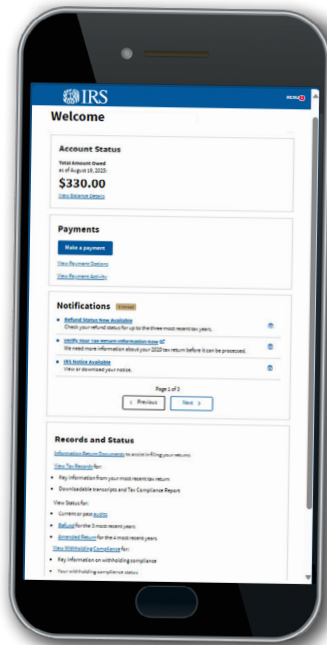 IRS
MENU
Welcome
Account Status
Total Amount Owed
as of August 19, 2025:
$330.00
View Balance Details
Payments
Make a payment
View Payment Options
View Payment Activity
Notifications
Refund Status Now Available
Check your refund status for up to the three most recent tax years.
Verify Your Tax Return Information Now
We need more information about your 2020 tax return before it can be processed.
IRS Notice Available
View or download your notice.
Page 1 of 3
< Previous Next >
Records and Status
Information Return Documents to assist in filing your returns
View Tax Records for:
• Key information from your most recent tax return
• Downloadable transcripts and Tax Compliance Report
View Status for:
• Current or past audits
• Refund for the 3 most recent years
• Amended Return for the 4 most recent years
View Withholding Compliance for:
• Key information on withholding compliance
• Your withholding compliance status